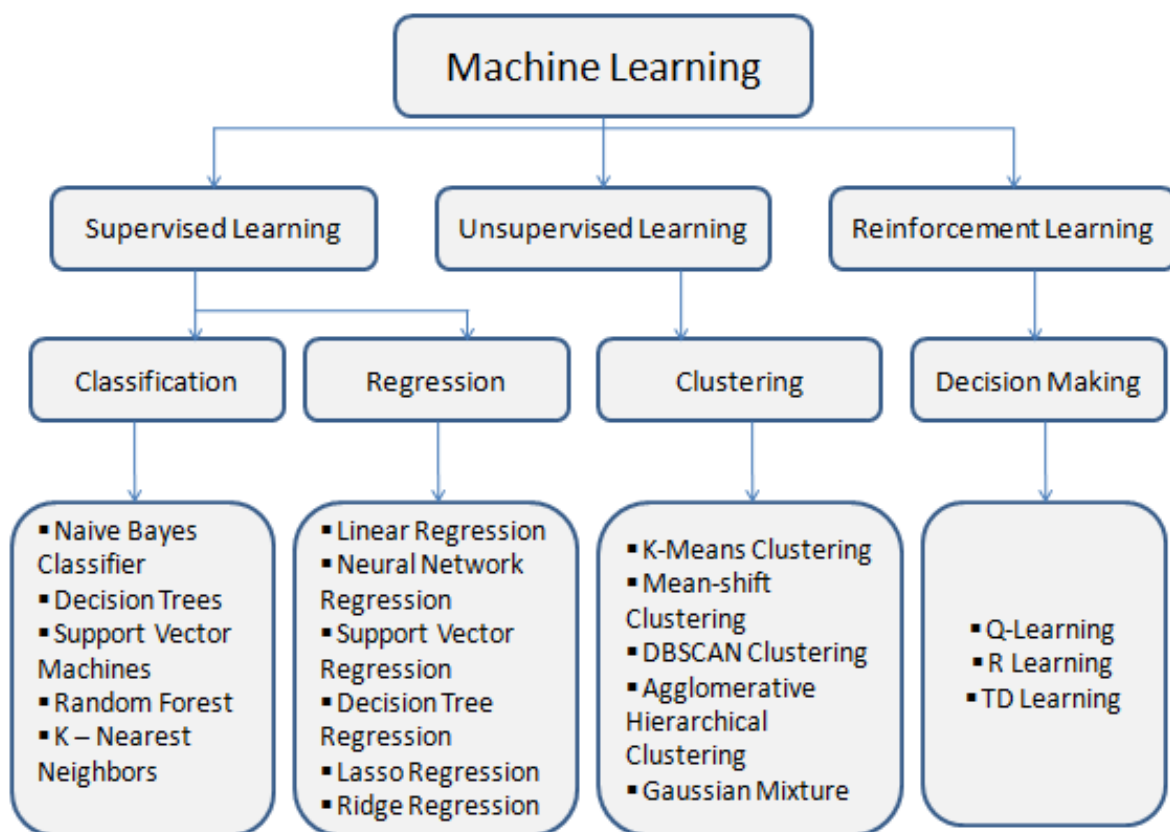 Machine Learning
Supervised Learning
Unsupervised Learning
Reinforcement Learning
Classification
Regression
Clustering
Decision Making
▪ Naive Bayes
Classifier
▪ Decision Trees
▪ Support Vector
Machines
▪ Random Forest
▪ K – Nearest
Neighbors
▪ Linear Regression
▪ Neural Network
Regression
▪ Support Vector
Regression
▪ Decision Tree
Regression
▪ Lasso Regression
▪ Ridge Regression
▪ K-Means Clustering
▪ Mean-shift
Clustering
▪ DBSCAN Clustering
▪ Agglomerative
Hierarchical
Clustering
▪ Gaussian Mixture
▪ Q-Learning
▪ R Learning
▪ TD Learning